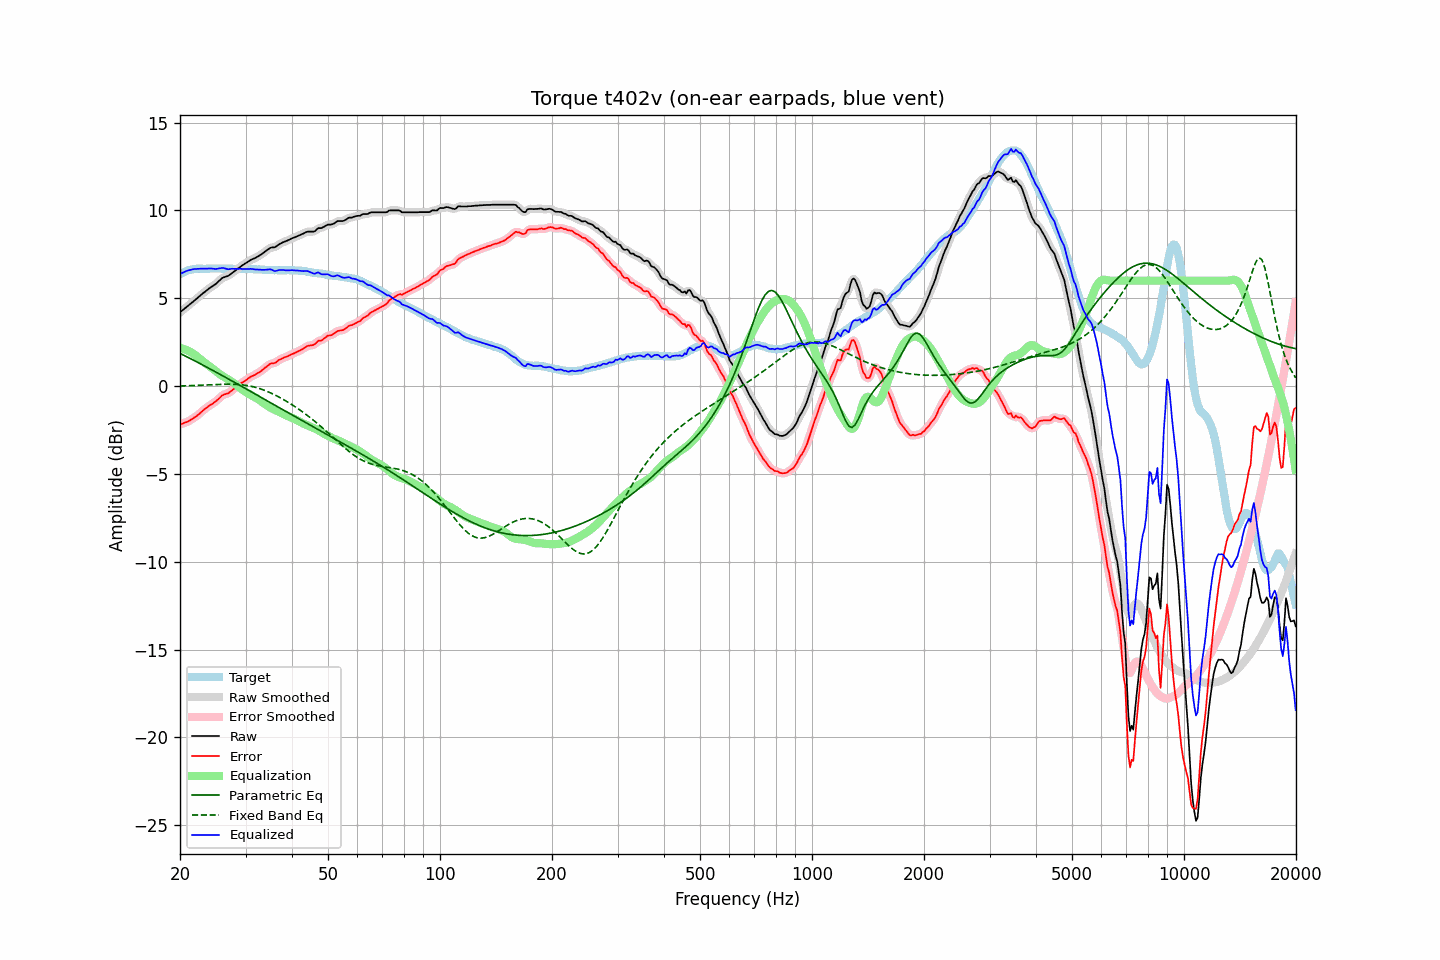 Torque t402v (on-ear earpads, blue vent)
15
10
5
0
−5
−10
−15
−20
−25
Amplitude (dBr)
Target
Raw Smoothed
Error Smoothed
Raw
Error
Equalization
Parametric Eq
Fixed Band Eq
Equalized
20 50 100 200 500 1000 2000 5000 10000 20000
Frequency (Hz)